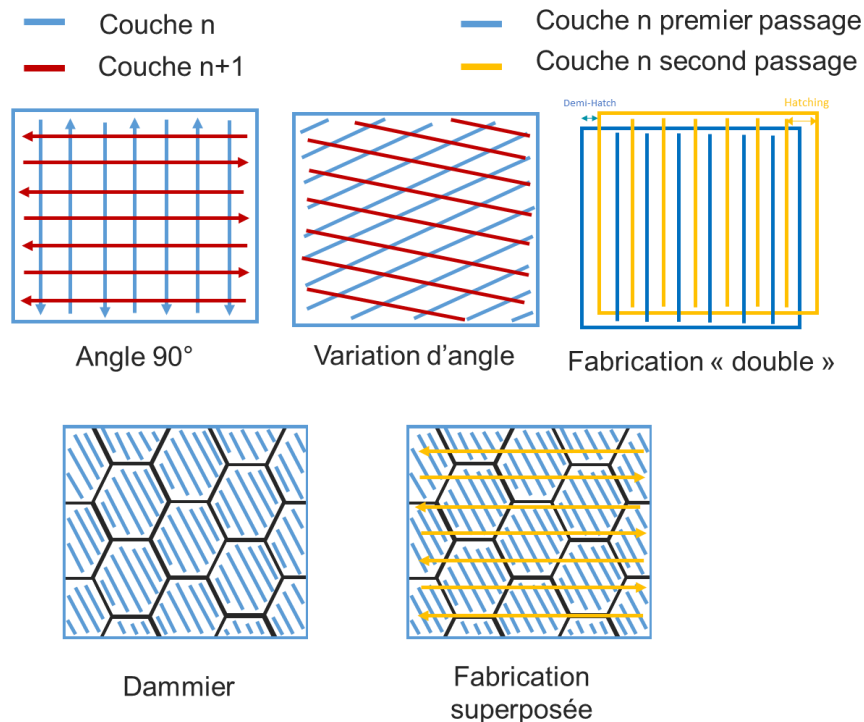 Couche n
Couche n+1
Couche n premier passage
Couche n second passage
Demi-Hatch
Hatching
Angle 90°
Variation d’angle
Fabrication « double »
Dammier
Fabrication
superposée